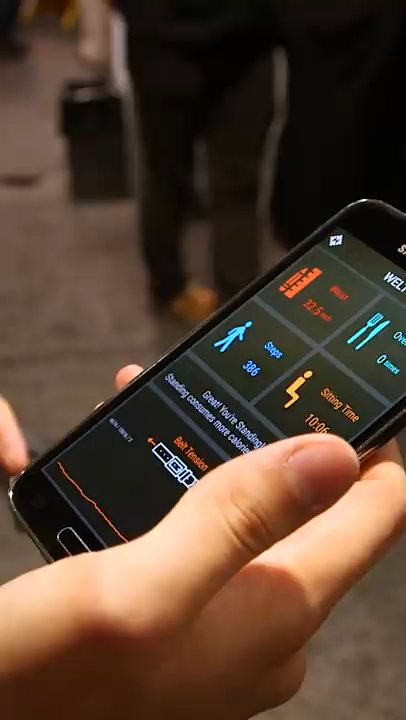 WEL
Waist
32.5 inch
Ove
0 times
Steps
386
Sitting Time
10:06
Great! You're Standing
Standing consumes more calorie
Belt Tension